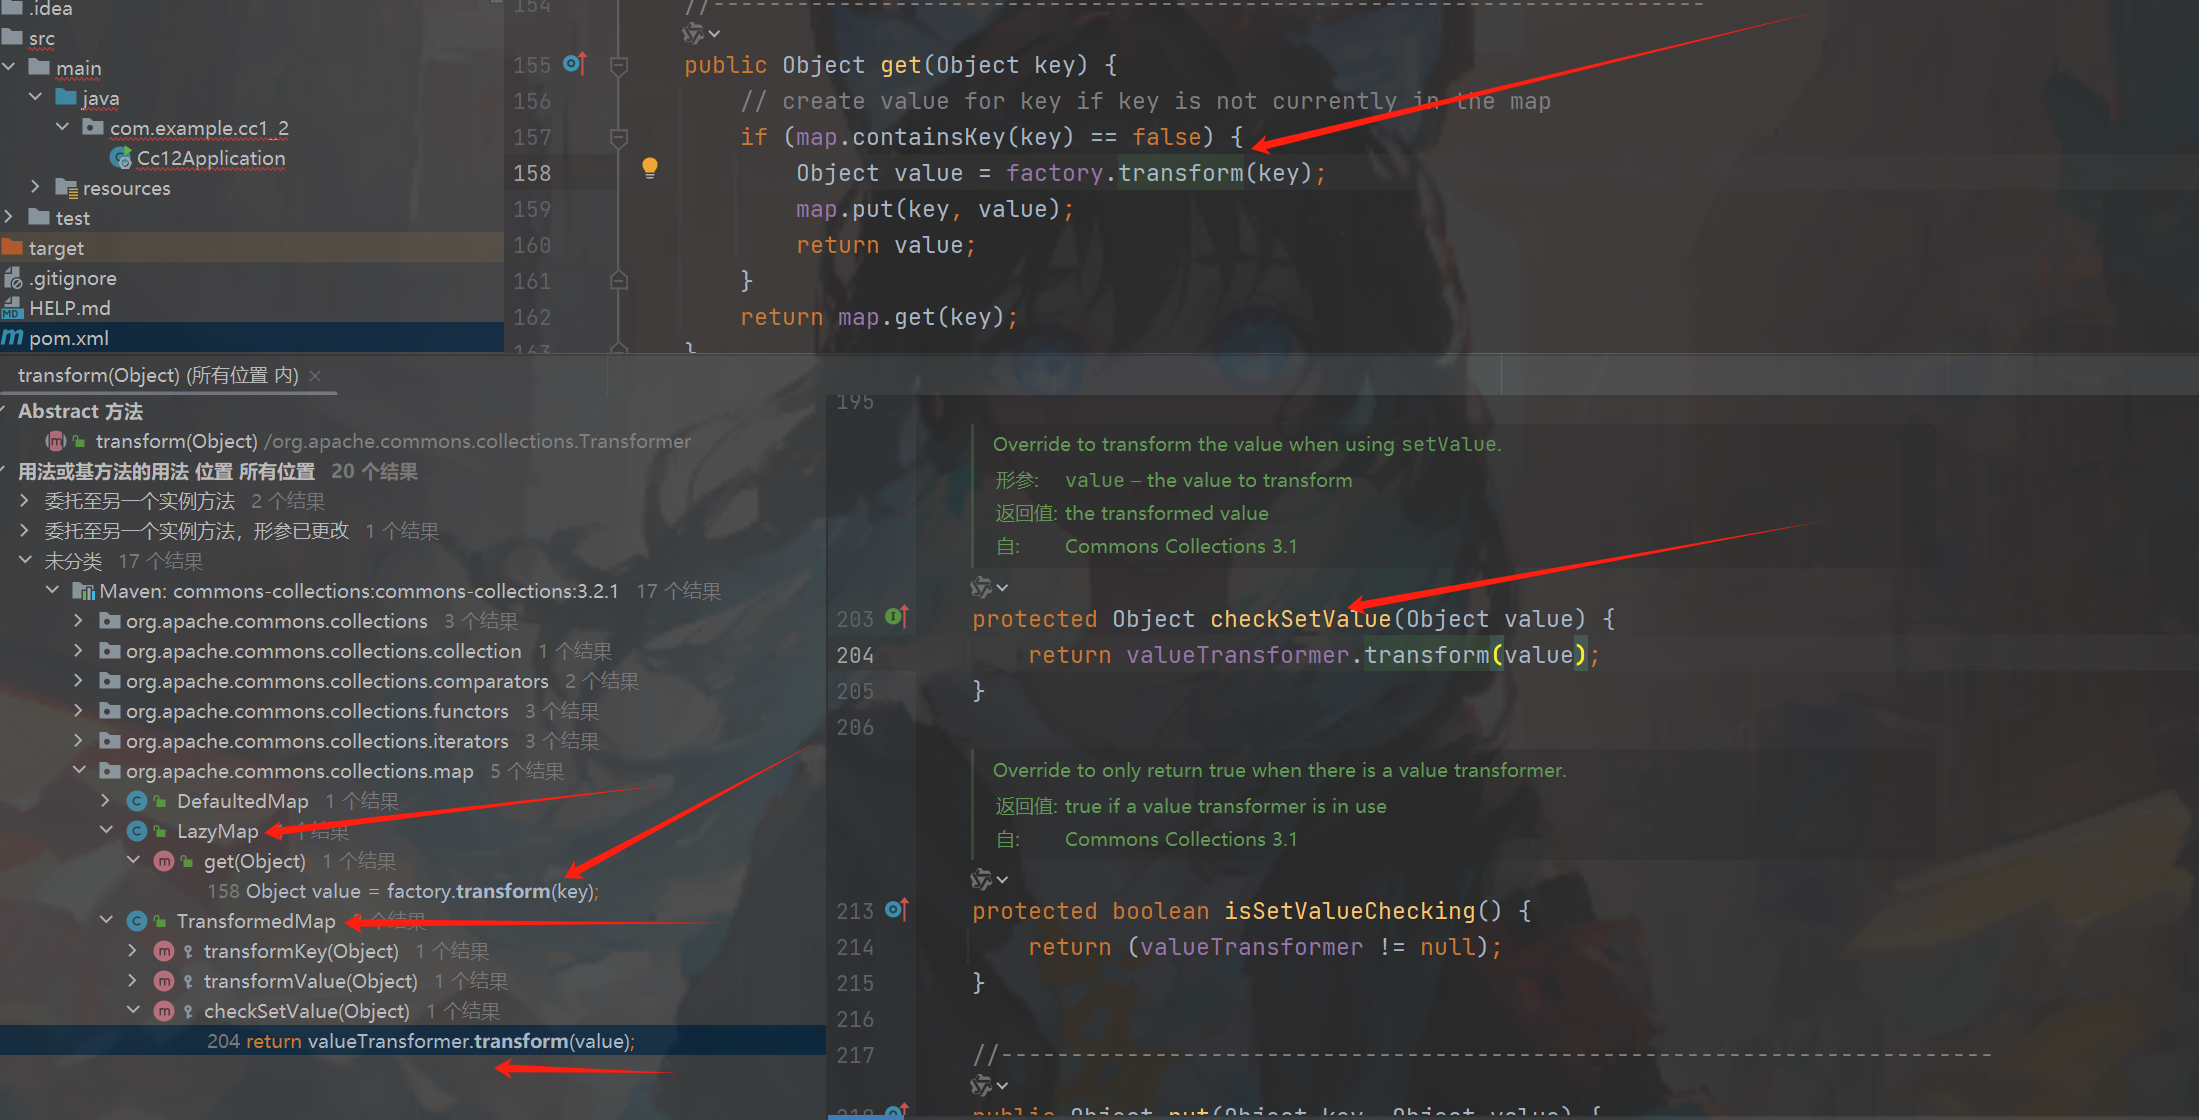 .idea
src
main
java
com.example.cc1_2
Cc12Application
resources
test
target
.gitignore
HELP.md
pom.xml
154 //
155 public Object get(Object key) {
156 // create value for key if key is not currently in the map
157 if (map.containsKey(key) == false) {
158 Object value = factory.transform(key);
159 map.put(key, value);
160 return value;
161 }
162 return map.get(key);
163 }
transform(Object) (所有位置 内)
Abstract 方法
transform(Object) /org.apache.commons.collections.Transformer
用法或基方法的用法 位置 所有位置 20 个结果
委托至另一个实例方法 2 个结果
委托至另一个实例方法，形参已更改 1 个结果
未分类 17 个结果
Maven: commons-collections:commons-collections:3.2.1 17 个结果
org.apache.commons.collections 3 个结果
org.apache.commons.collections.collection 1 个结果
org.apache.commons.collections.comparators 2 个结果
org.apache.commons.collections.functors 3 个结果
org.apache.commons.collections.iterators 3 个结果
org.apache.commons.collections.map 5 个结果
DefaultedMap 1 个结果
LazyMap 个结果
get(Object) 1 个结果
158 Object value = factory.transform(key);
TransformedMap 个结果
transformKey(Object) 1 个结果
transformValue(Object) 1 个结果
checkSetValue(Object) 1 个结果
204 return valueTransformer.transform(value);
195
Override to transform the value when using setValue.
形参: value – the value to transform
返回值: the transformed value
自: Commons Collections 3.1
203 protected Object checkSetValue(Object value) {
204 return valueTransformer.transform(value);
205 }
206
Override to only return true when there is a value transformer.
返回值: true if a value transformer is in use
自: Commons Collections 3.1
213 protected boolean isSetValueChecking() {
214 return (valueTransformer != null);
215 }
216
217 //
public Object put(Object key, Object value) {